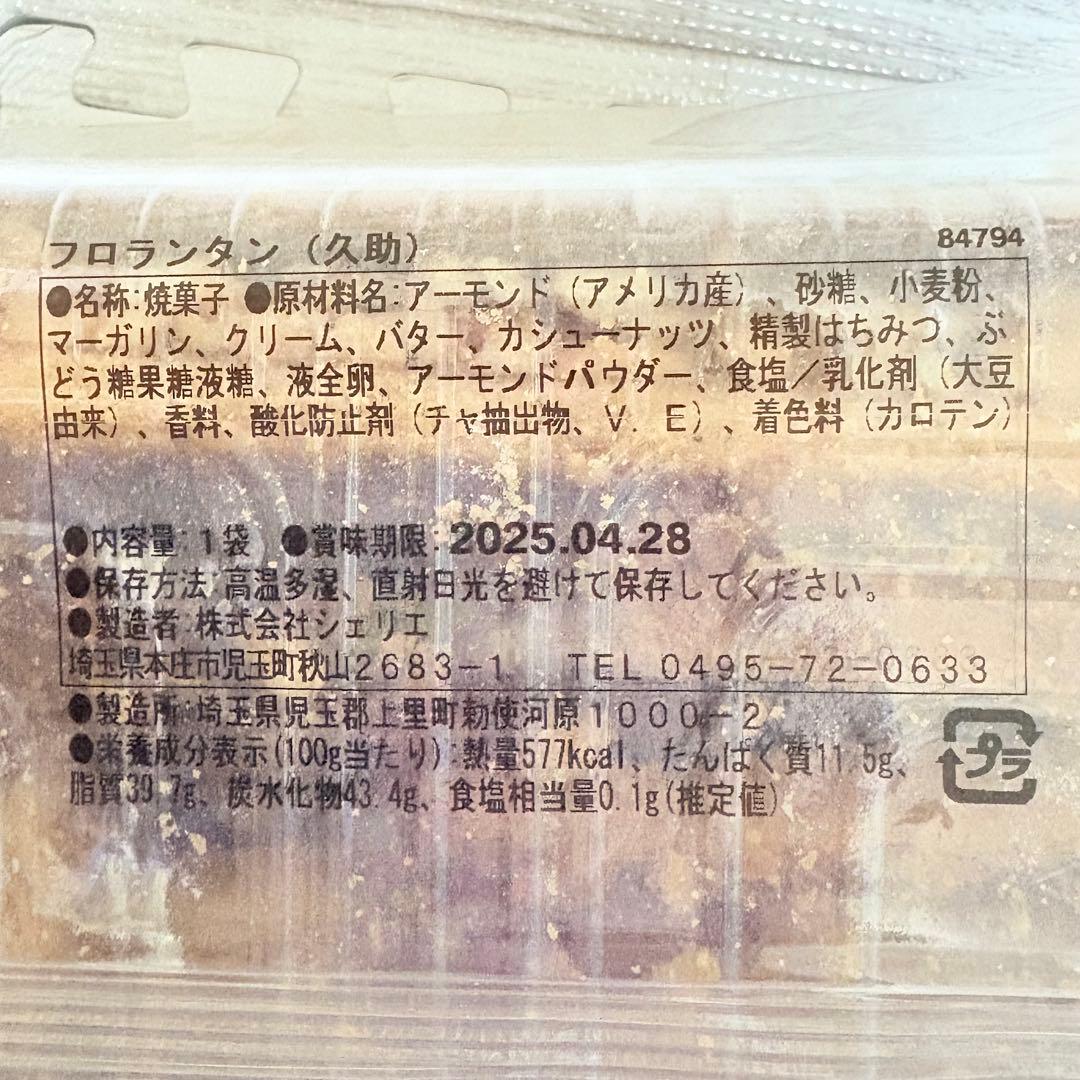 フロランタン（久助）
84794
●名称:焼菓子 ●原材料名:アーモンド（アメリカ産）、砂糖、小麦粉、
マーガリン、クリーム、バター、カシューナッツ、精製はちみつ、ぶ
どう糖果糖液糖、液全卵、アーモンドパウダー、食塩／乳化剤（大豆
由来）、香料、酸化防止剤（チャ抽出物、Ｖ．Ｅ）、着色料（カロテン）
●内容量:１袋 ●賞味期限:2025.04.28
●保存方法:高温多湿、直射日光を避けて保存してください。
●製造者:株式会社シェリエ
埼玉県本庄市児玉町秋山２６８３−１ ＴＥＬ ０４９５−７２−０６３３
●製造所:埼玉県児玉郡上里町勅使河原１０００−２
●栄養成分表示(100g当たり):熱量577kcal、たんぱく質11.5g、
脂質39.7g、炭水化物43.4g、食塩相当量0.1g(推定値)
プラ